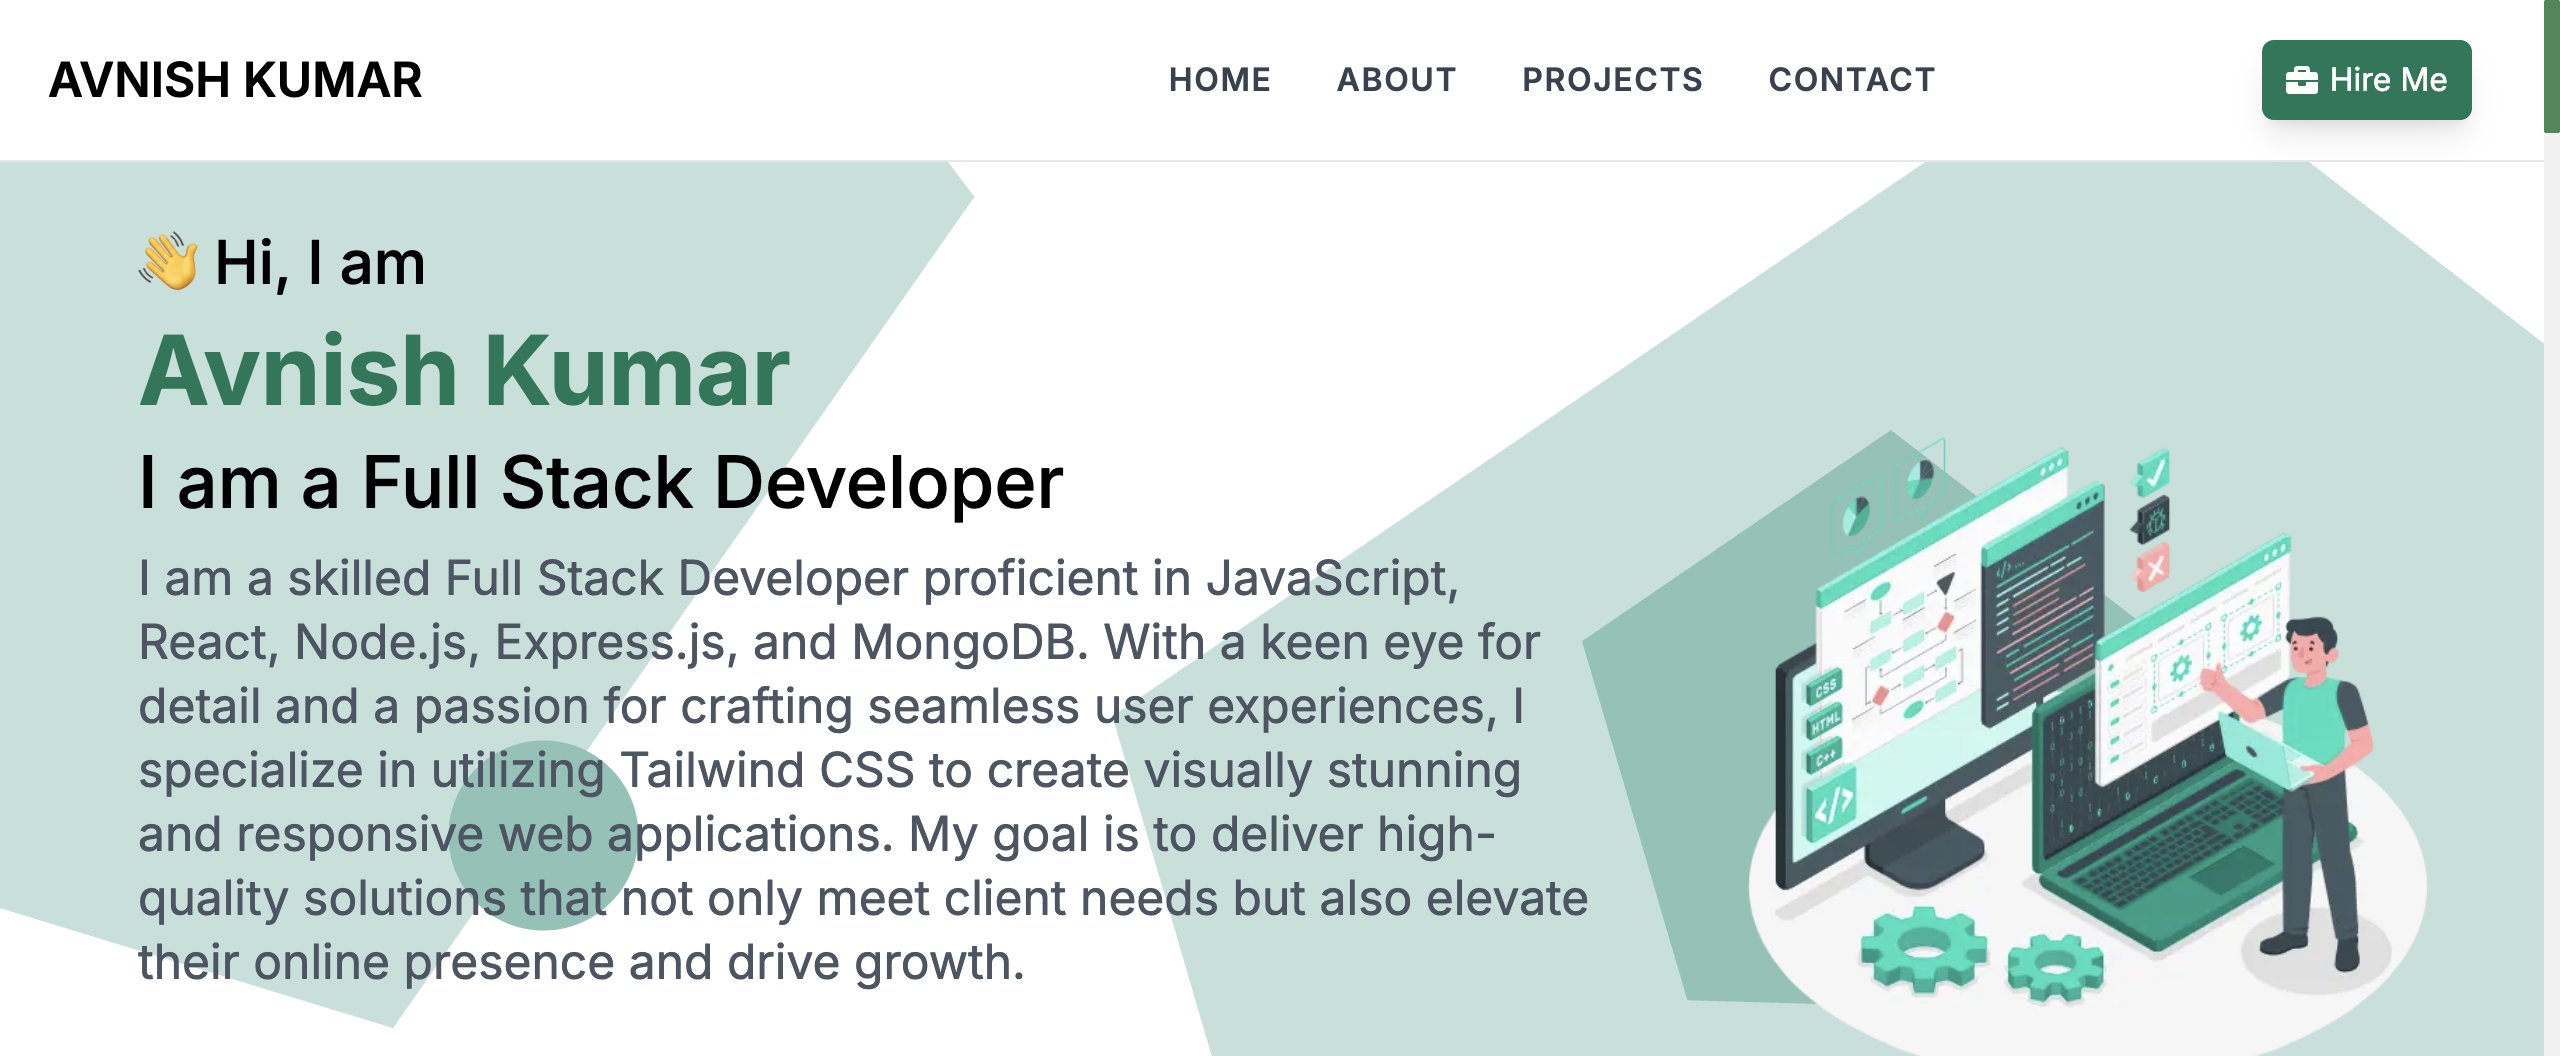 AVNISH KUMAR
HOME ABOUT PROJECTS CONTACT
Hire Me
👋 Hi, I am
Avnish Kumar
I am a Full Stack Developer
I am a skilled Full Stack Developer proficient in JavaScript,
React, Node.js, Express.js, and MongoDB. With a keen eye for
detail and a passion for crafting seamless user experiences, I
specialize in utilizing Tailwind CSS to create visually stunning
and responsive web applications. My goal is to deliver high-
quality solutions that not only meet client needs but also elevate
their online presence and drive growth.
CSS
HTML
C++
</>